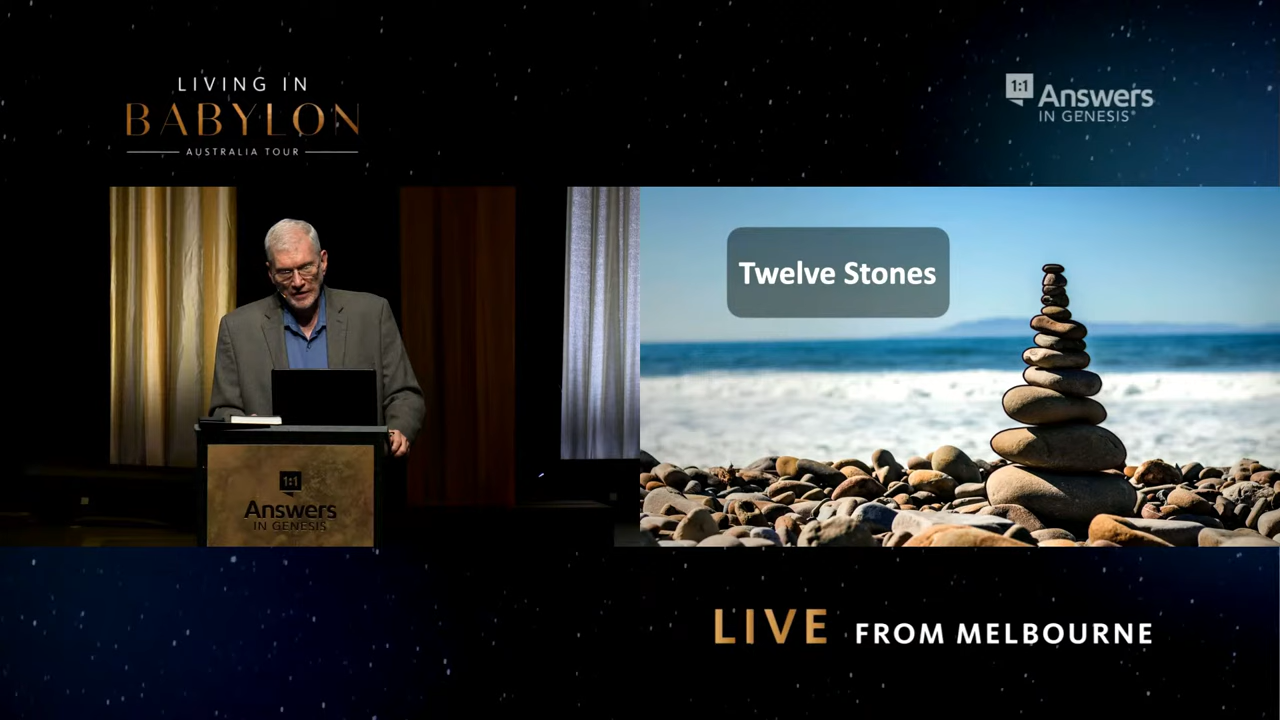 LIVING IN
BABYLON
AUSTRALIA TOUR
1:1
Answers
IN GENESIS®
Twelve Stones
1:1
Answers
IN GENESIS
LIVE FROM MELBOURNE